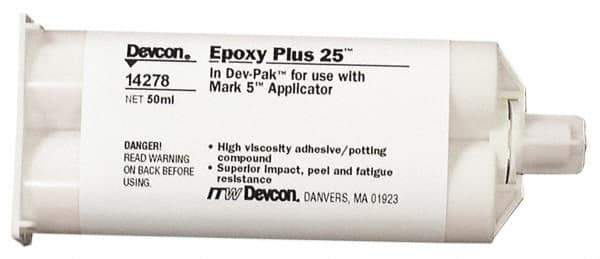 Devcon®
14278
NET 50ml
Epoxy Plus 25™
In Dev-Pak™ for use with
Mark 5™ Applicator
DANGER!
READ WARNING
ON BACK BEFORE
USING.
• High viscosity adhesive/potting
compound
• Superior impact, peel and fatigue
resistance
ITW Devcon® DANVERS, MA 01923